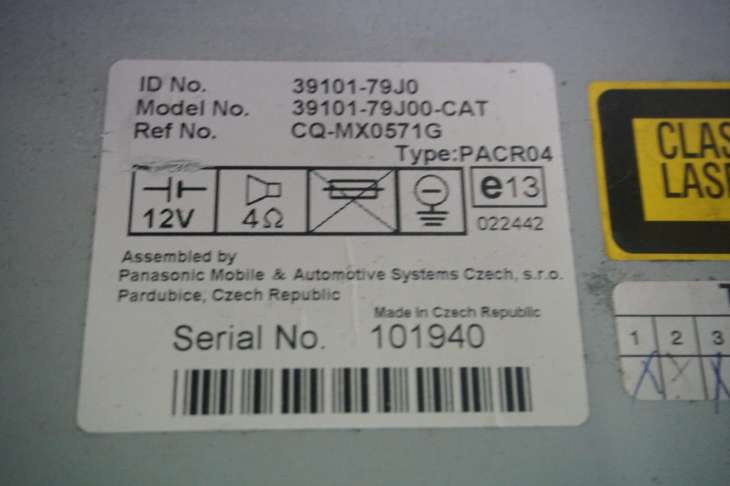 ID No. 39101-79J0
Model No. 39101-79J00-CAT
Ref No. CQ-MX0571G
Type:PACR04
12V 4Ω e13
022442
Assembled by
Panasonic Mobile & Automotive Systems Czech, s.r.o.
Pardubice, Czech Republic
Made in Czech Republic
Serial No. 101940
1 2 3